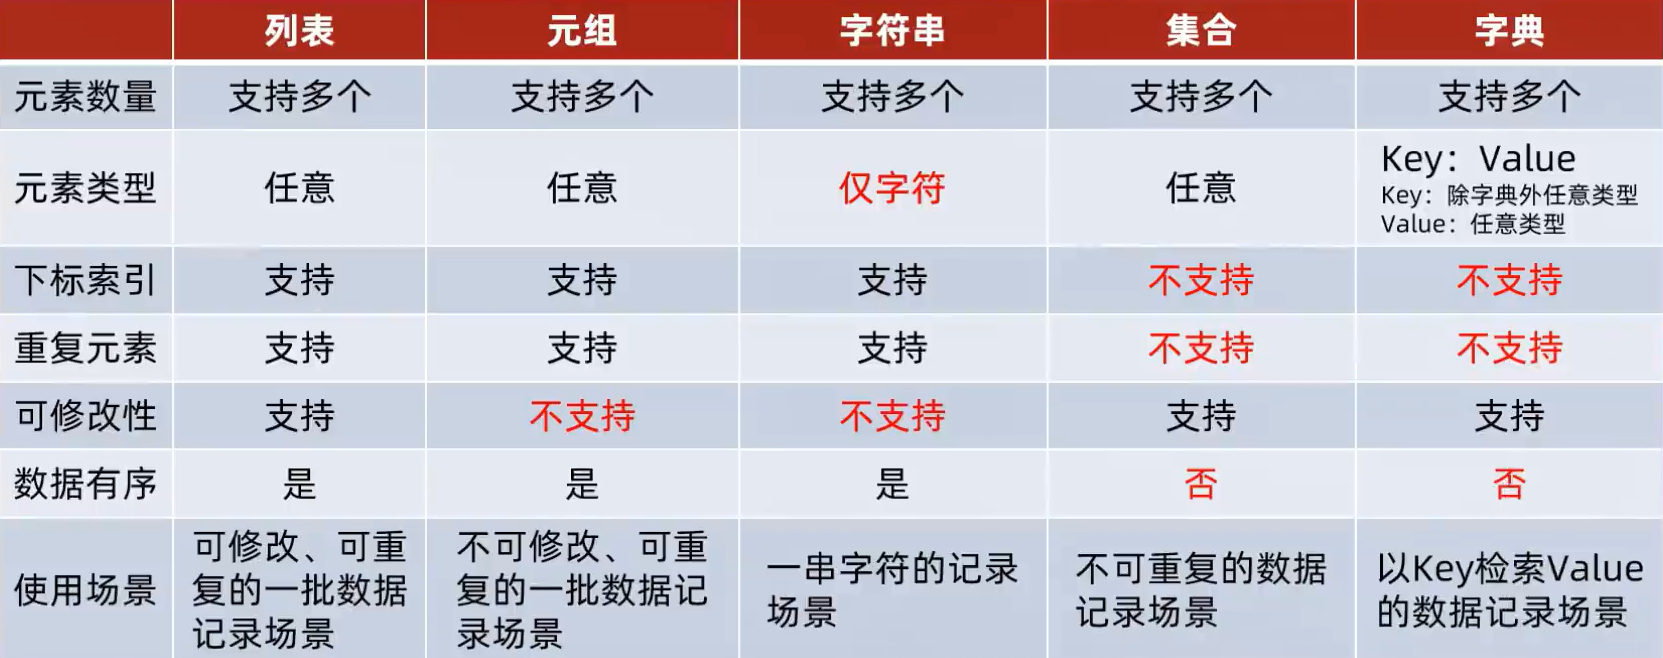 列表 元组 字符串 集合 字典
元素数量 支持多个 支持多个 支持多个 支持多个 支持多个
元素类型 任意 任意 仅字符 任意 Key：Value
Key：除字典外任意类型
Value：任意类型
下标索引 支持 支持 支持 不支持 不支持
重复元素 支持 支持 支持 不支持 不支持
可修改性 支持 不支持 不支持 支持 支持
数据有序 是 是 是 否 否
使用场景
可修改、可重
复的一批数据
记录场景
不可修改、可重
复的一批数据记
录场景
一串字符的记录
场景
不可重复的数据
记录场景
以Key检索Value
的数据记录场景